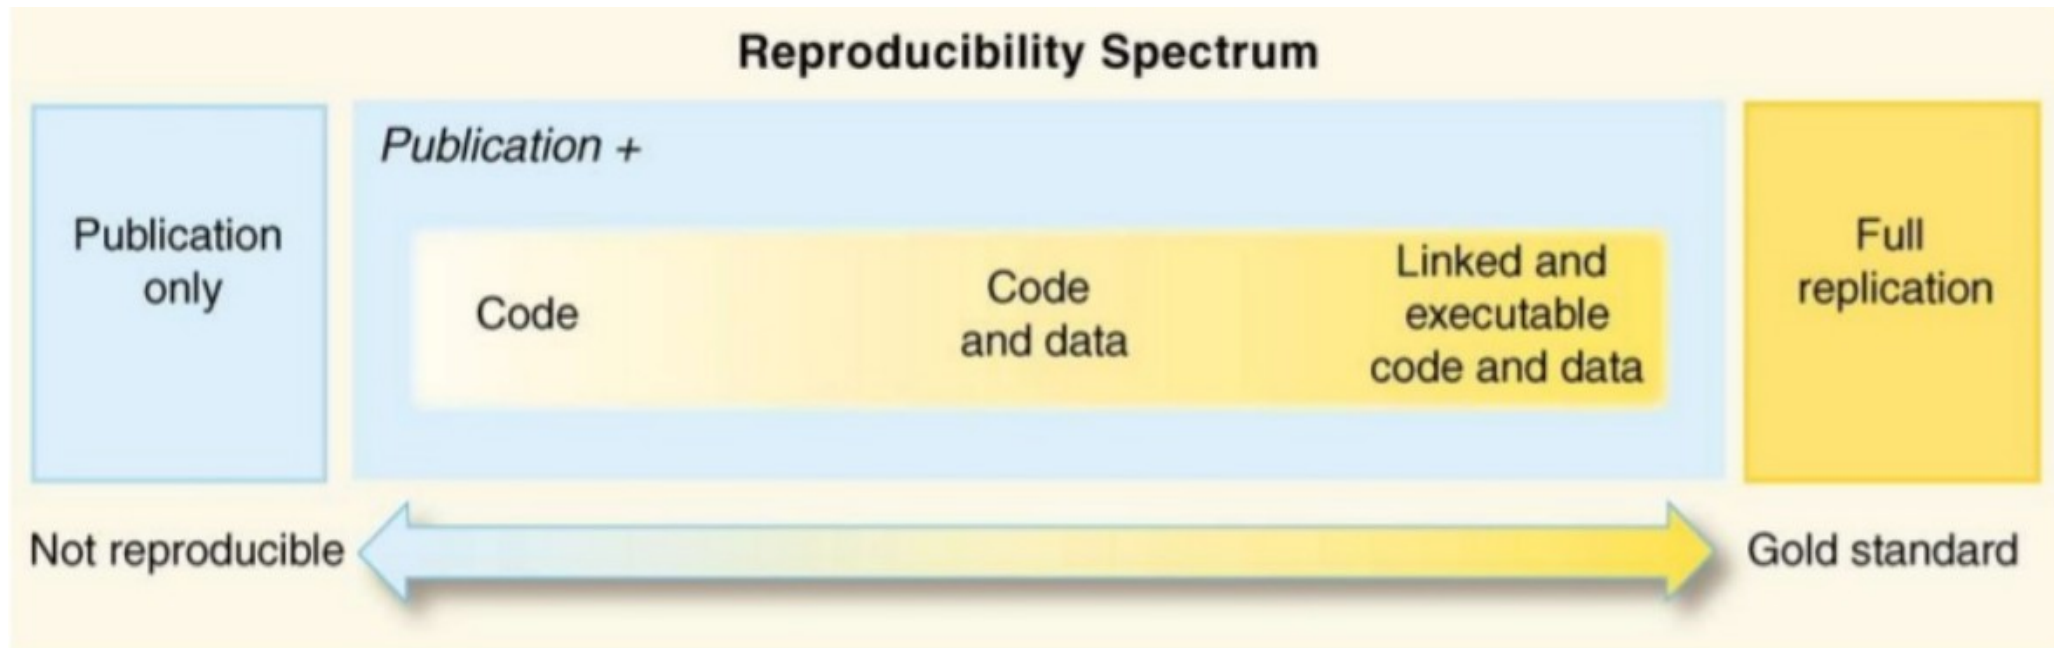 Reproducibility Spectrum
Publication
only
Publication +
Code
Code
and data
Linked and
executable
code and data
Full
replication
Not reproducible
Gold standard